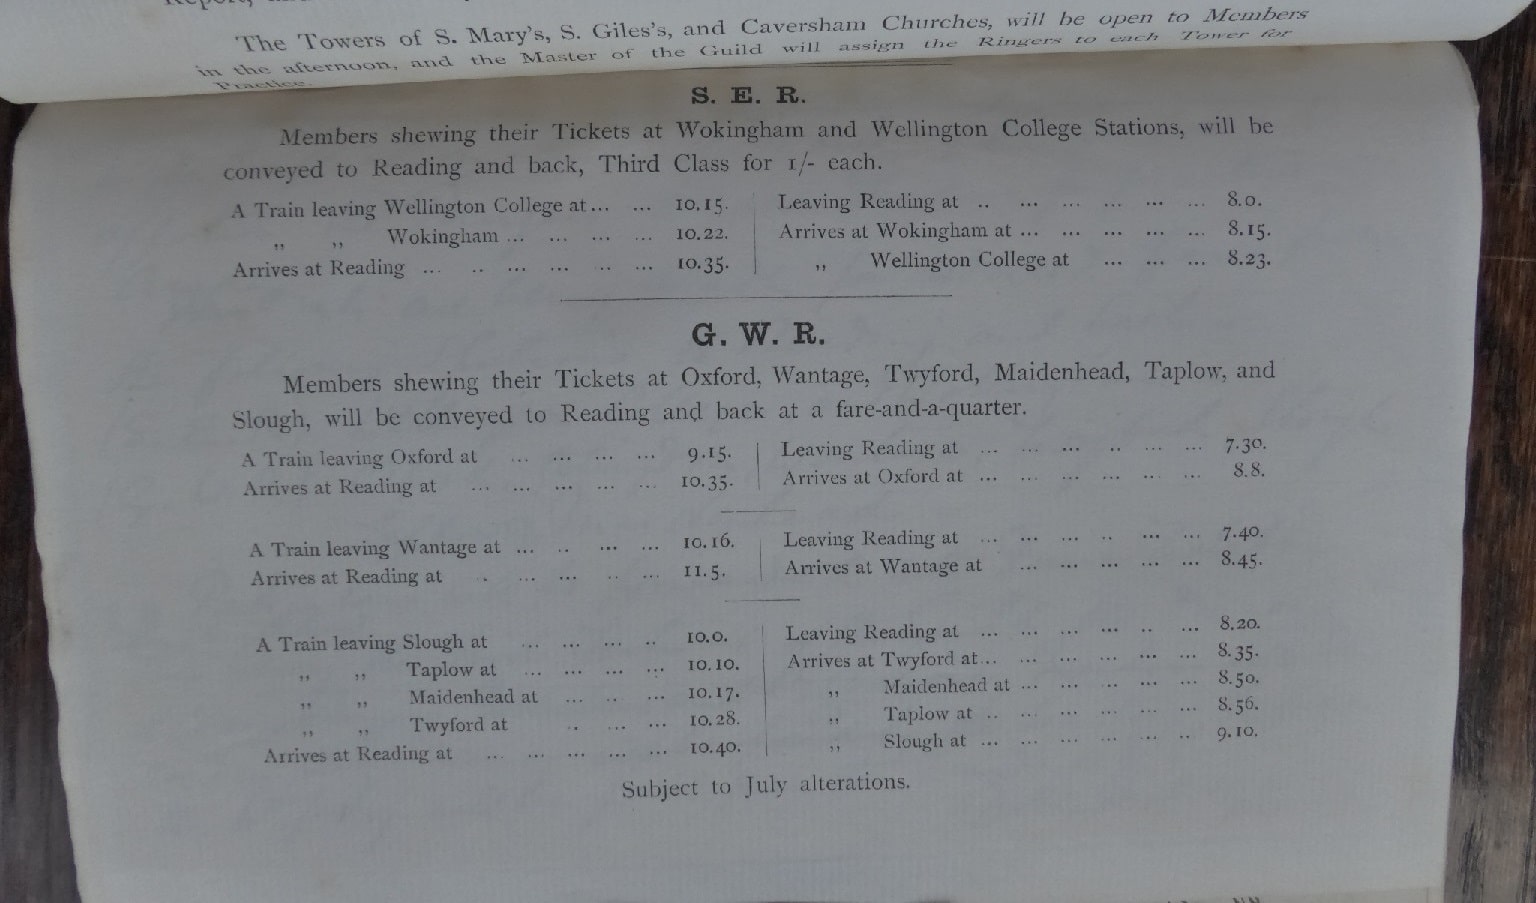 The Towers of S. Mary's, S. Giles's, and Caversham Churches, will be open to Members
in the afternoon, and the Master of the Guild will assign the Ringers to each Tower for
Practice.
S. E. R.
Members shewing their Tickets at Wokingham and Wellington College Stations, will be
conveyed to Reading and back, Third Class for 1/- each.
A Train leaving Wellington College at... ... 10.15. Leaving Reading at .. ... ... ... ... ... 8.0.
,, ,, Wokingham ... ... ... ... 10.22. Arrives at Wokingham at ... ... ... ... ... 8.15.
Arrives at Reading ... .. ... ... .. ... 10.35. ,, Wellington College at ... ... ... 8.23.
G. W. R.
Members shewing their Tickets at Oxford, Wantage, Twyford, Maidenhead, Taplow, and
Slough, will be conveyed to Reading and back at a fare-and-a-quarter.
A Train leaving Oxford at ... ... ... ... 9.15. Leaving Reading at ... ... ... .. ... ... 7.30.
Arrives at Reading at ... ... ... ... ... 10.35. Arrives at Oxford at ... ... ... ... ... ... 8.8.
A Train leaving Wantage at ... .. ... ... 10.16. Leaving Reading at ... ... ... .. ... ... 7.40.
Arrives at Reading at . ... ... .. ... 11.5. Arrives at Wantage at ... ... ... ... ... 8.45.
A Train leaving Slough at ... ... ... .. 10.0. Leaving Reading at ... ... ... ... .. ... 8.20.
,, ,, Taplow at ... ... ... ... 10.10. Arrives at Twyford at... ... ... ... ... ... 8.35.
,, ,, Maidenhead at ... .. ... 10.17. ,, Maidenhead at ... ... ... ... ... 8.50.
,, ,, Twyford at .. ... ... 10.28. ,, Taplow at .. ... ... ... ... ... 8.56.
Arrives at Reading at ... ... ... ... ... 10.40. ,, Slough at ... ... ... ... ... .. 9.10.
Subject to July alterations.